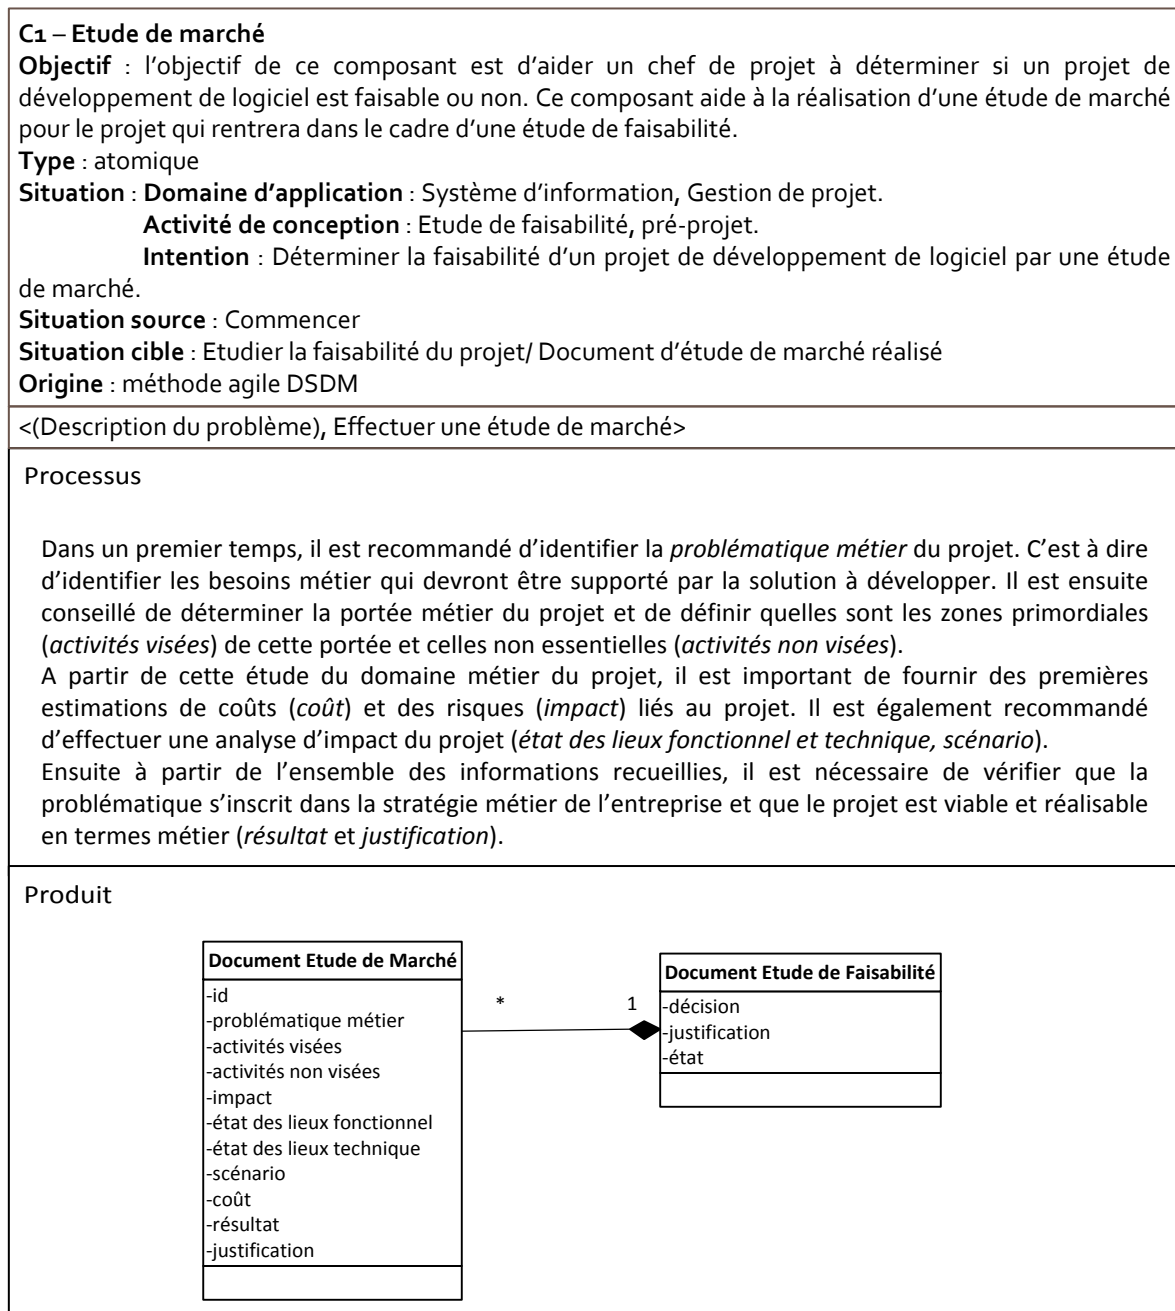 C1 – Etude de marché
Objectif : l'objectif de ce composant est d'aider un chef de projet à déterminer si un projet de
développement de logiciel est faisable ou non. Ce composant aide à la réalisation d'une étude de marché
pour le projet qui rentrera dans le cadre d'une étude de faisabilité.
Type : atomique
Situation : Domaine d'application : Système d'information, Gestion de projet.
Activité de conception : Etude de faisabilité, pré-projet.
Intention : Déterminer la faisabilité d'un projet de développement de logiciel par une étude
de marché.
Situation source : Commencer
Situation cible : Etudier la faisabilité du projet/ Document d'étude de marché réalisé
Origine : méthode agile DSDM
<(Description du problème), Effectuer une étude de marché>
Processus
Dans un premier temps, il est recommandé d'identifier la problématique métier du projet. C'est à dire
d'identifier les besoins métier qui devront être supporté par la solution à développer. Il est ensuite
conseillé de déterminer la portée métier du projet et de définir quelles sont les zones primordiales
(activités visées) de cette portée et celles non essentielles (activités non visées).
A partir de cette étude du domaine métier du projet, il est important de fournir des premières
estimations de coûts (coût) et des risques (impact) liés au projet. Il est également recommandé
d'effectuer une analyse d'impact du projet (état des lieux fonctionnel et technique, scénario).
Ensuite à partir de l'ensemble des informations recueillies, il est nécessaire de vérifier que la
problématique s'inscrit dans la stratégie métier de l'entreprise et que le projet est viable et réalisable
en termes métier (résultat et justification).
Produit
Document Etude de Marché
-id
-problématique métier
-activités visées
-activités non visées
-impact
-état des lieux fonctionnel
-état des lieux technique
-scénario
-coût
-résultat
-justification
* 1
Document Etude de Faisabilité
-décision
-justification
-état